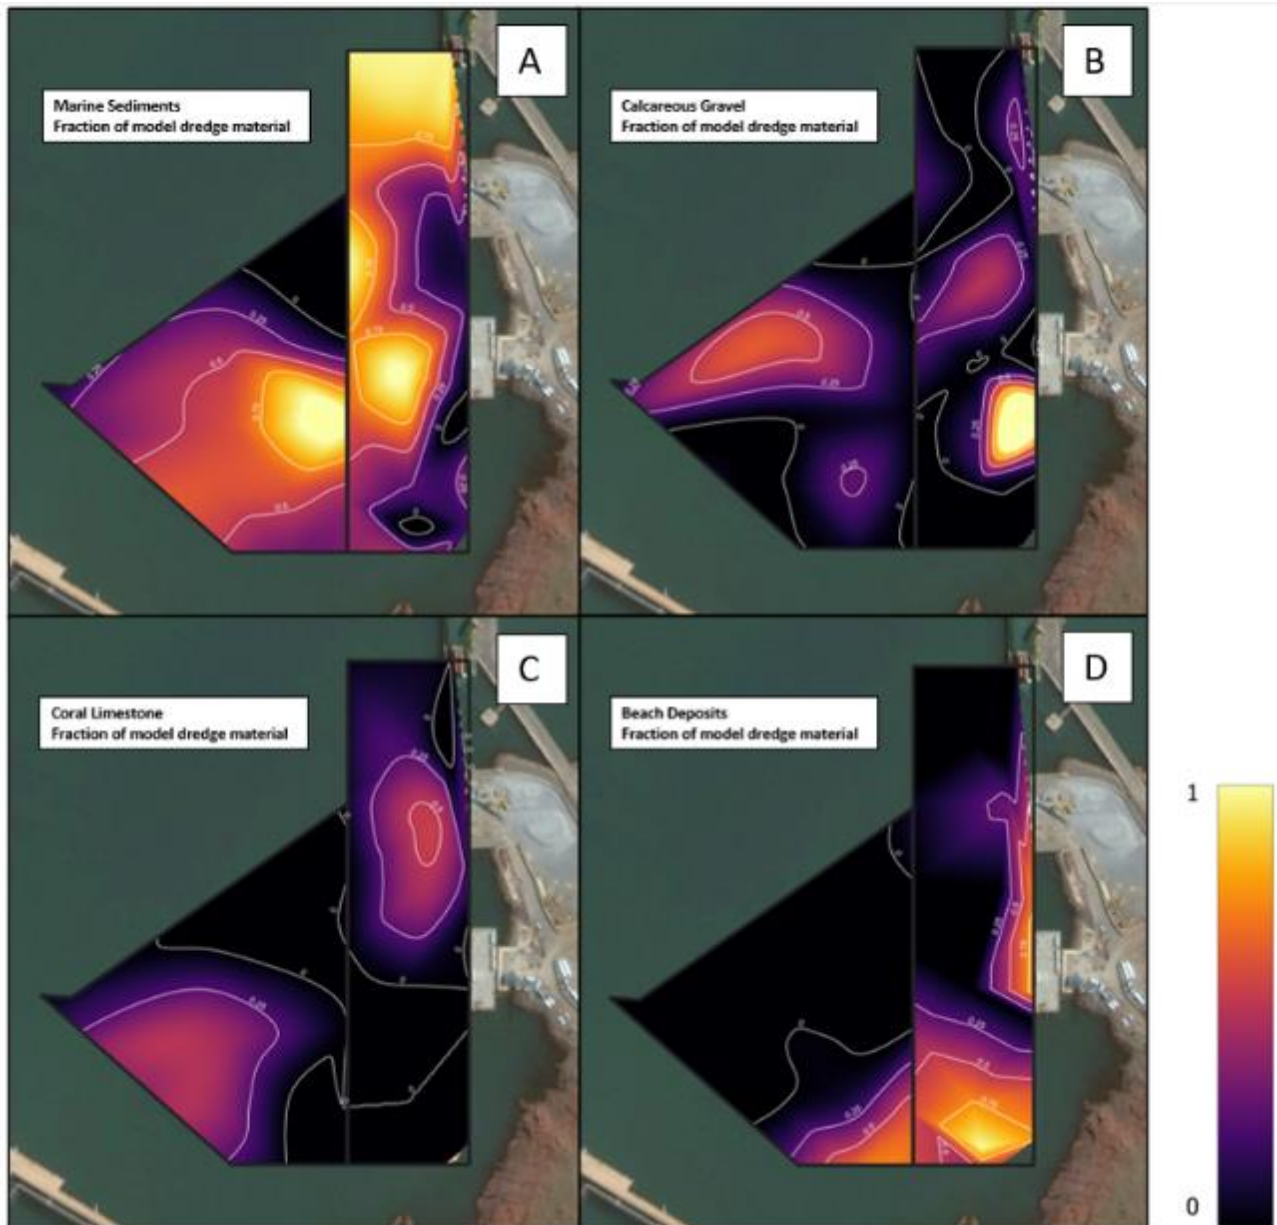 A
Marine Sediments
Fraction of model dredge material
B
Calcareous Gravel
Fraction of model dredge material
C
Coral Limestone
Fraction of model dredge material
D
Beach Deposits
Fraction of model dredge material
1
0